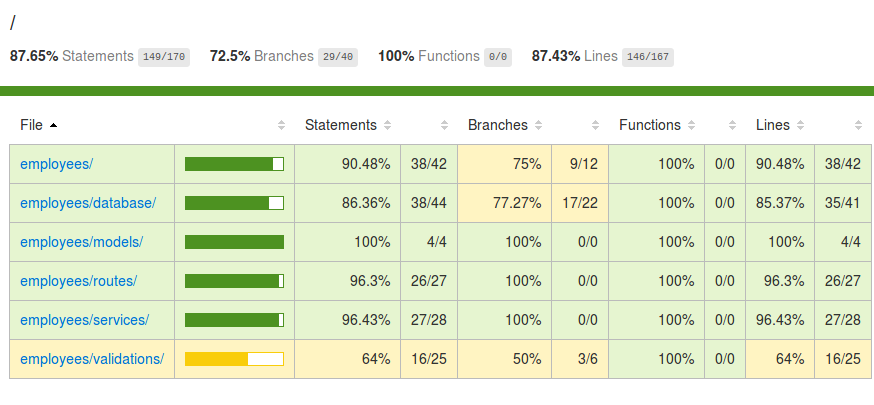 /
87.65% Statements 149/170 72.5% Branches 29/40 100% Functions 0/0 87.43% Lines 146/167
File Statements Branches Functions Lines
employees/ 90.48% 38/42 75% 9/12 100% 0/0 90.48% 38/42
employees/database/ 86.36% 38/44 77.27% 17/22 100% 0/0 85.37% 35/41
employees/models/ 100% 4/4 100% 0/0 100% 0/0 100% 4/4
employees/routes/ 96.3% 26/27 100% 0/0 100% 0/0 96.3% 26/27
employees/services/ 96.43% 27/28 100% 0/0 100% 0/0 96.43% 27/28
employees/validations/ 64% 16/25 50% 3/6 100% 0/0 64% 16/25